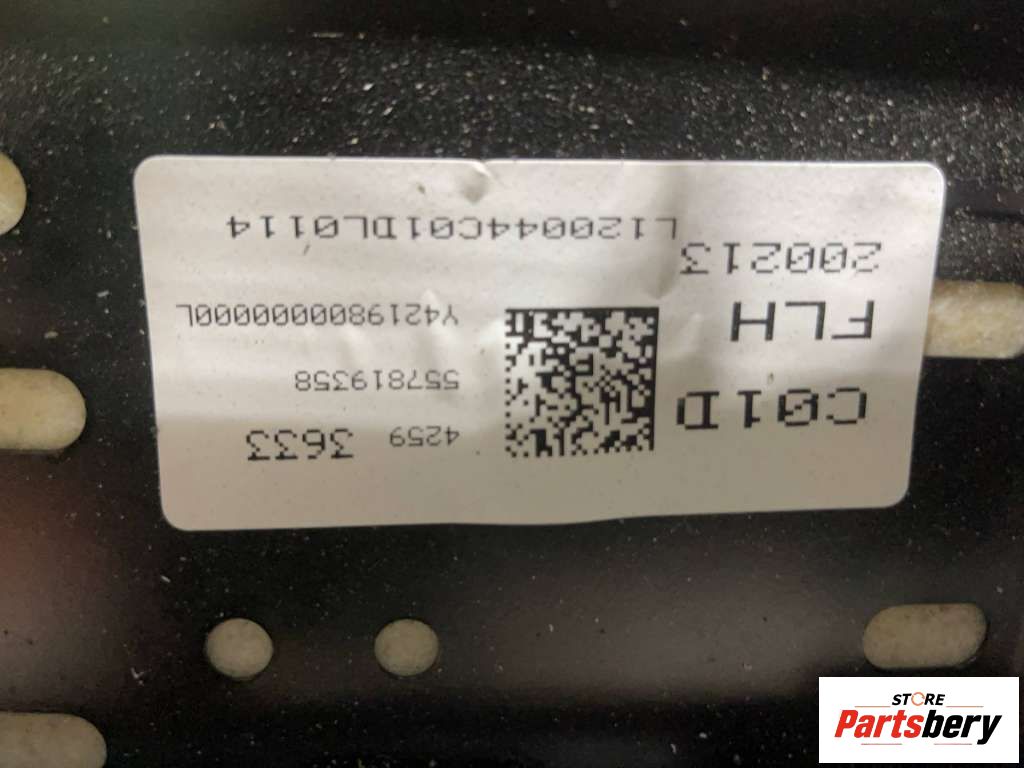 C01D
4259 3633
557819358
FLH
Y4219800000000L
200213
L120044C01DL0114
STORE
Partsbery